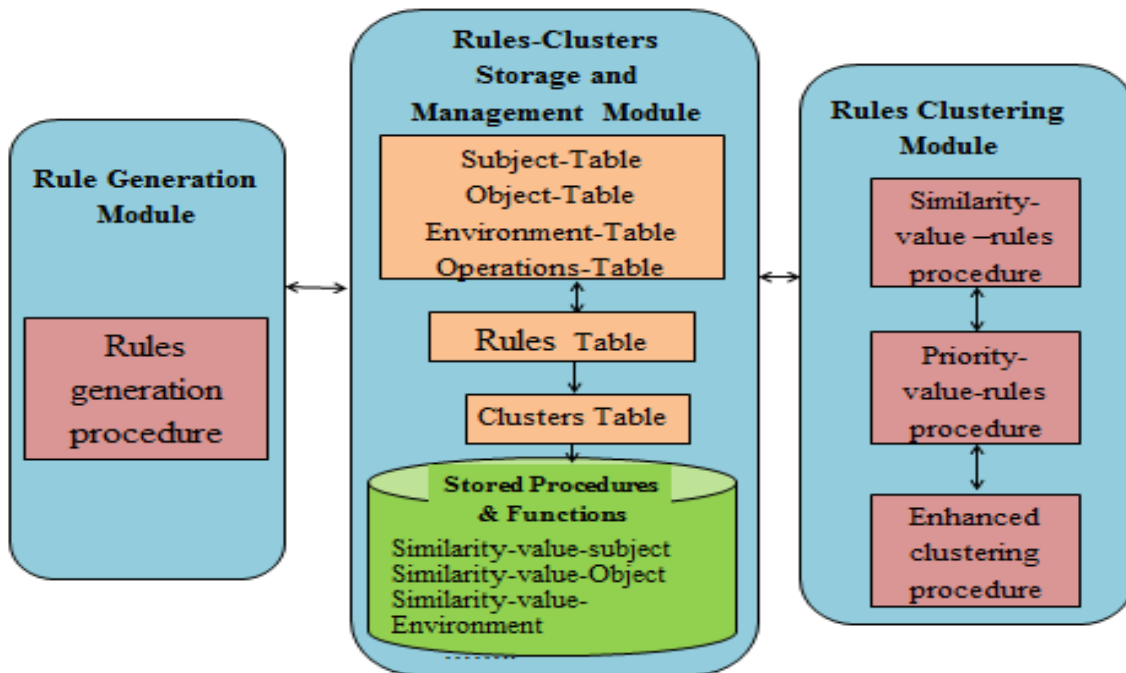 Rule Generation
Module
Rules
generation
procedure
Rules-Clusters
Storage and
Management Module
Subject-Table
Object-Table
Environment-Table
Operations-Table
Rules Table
Clusters Table
Stored Procedures
& Functions
Similarity-value-subject
Similarity-value-Object
Similarity-value-
Environment
--------
Rules Clustering
Module
Similarity-
value –rules
procedure
Priority-
value-rules
procedure
Enhanced
clustering
procedure